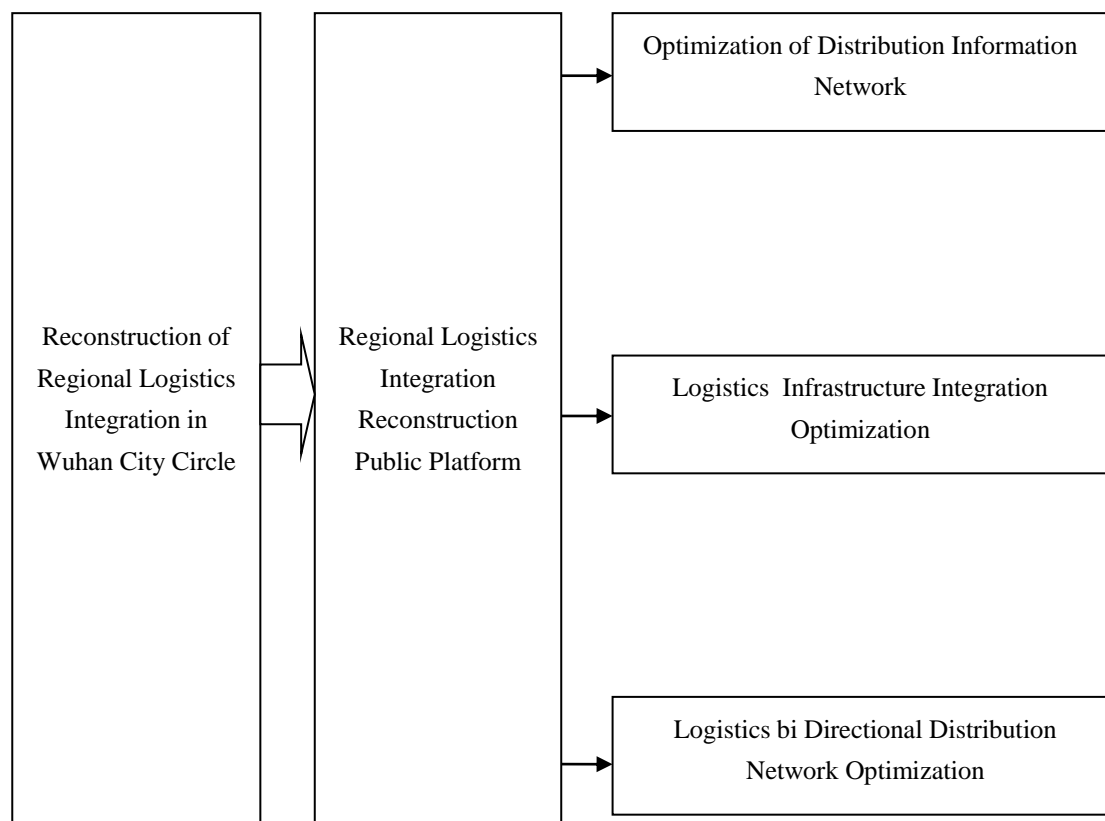 Reconstruction of
Regional Logistics
Integration in
Wuhan City Circle
Regional Logistics
Integration
Reconstruction
Public Platform
Optimization of Distribution Information
Network
Logistics  Infrastructure Integration
Optimization
Logistics bi Directional Distribution
Network Optimization